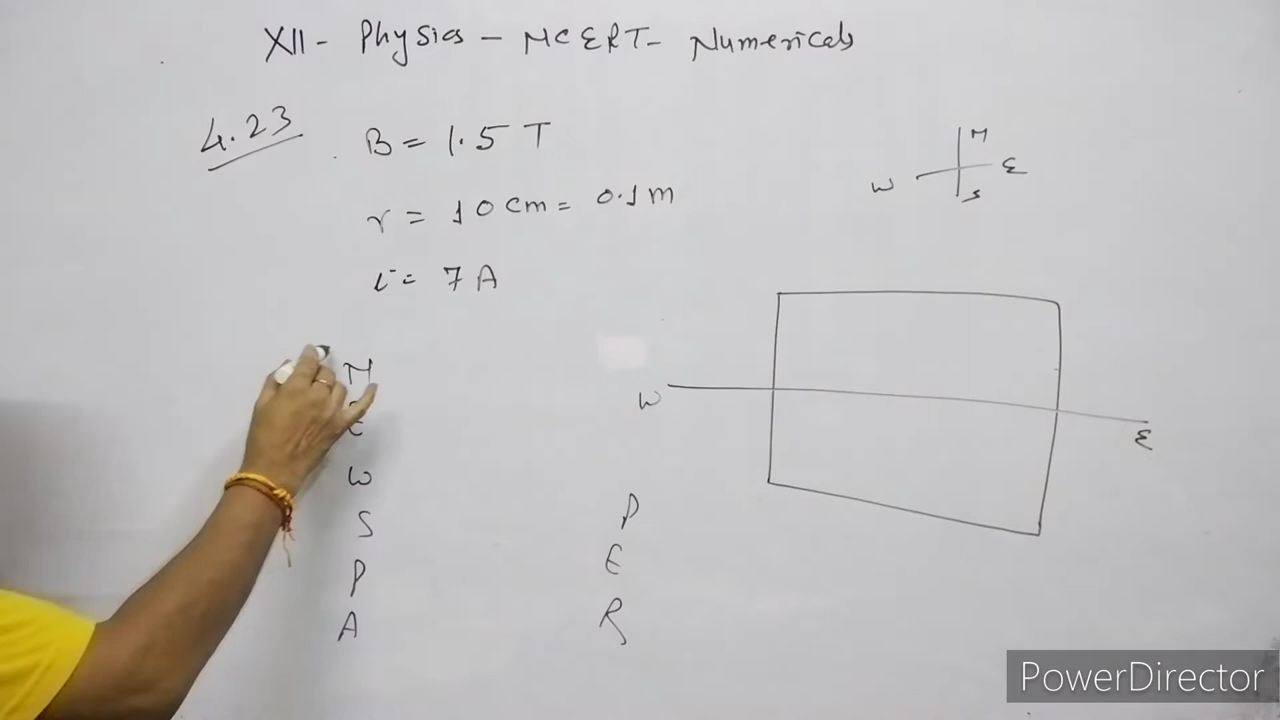 XII - Physics - NCERT - Numericals
4.23
B = 1.5 T
r = 10 cm = 0.1 m
i = 7 A
N
E
W
S
P
A
P
E
R
N
W
E
S
W
E
PowerDirector